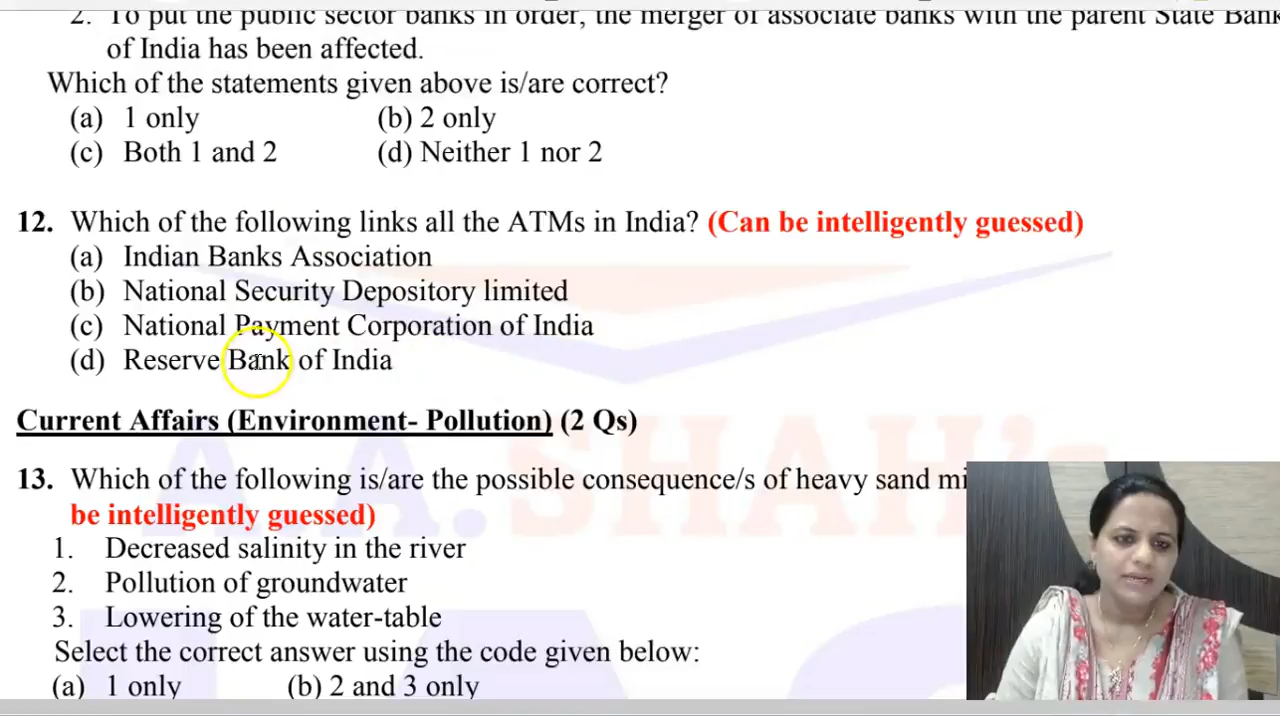 2. To put the public sector banks in order, the merger of associate banks with the parent State Bank
of India has been affected.
Which of the statements given above is/are correct?
(a) 1 only (b) 2 only
(c) Both 1 and 2 (d) Neither 1 nor 2
12. Which of the following links all the ATMs in India? (Can be intelligently guessed)
(a) Indian Banks Association
(b) National Security Depository limited
(c) National Payment Corporation of India
(d) Reserve Bank of India
Current Affairs (Environment- Pollution) (2 Qs)
13. Which of the following is/are the possible consequence/s of heavy sand mi
be intelligently guessed)
1. Decreased salinity in the river
2. Pollution of groundwater
3. Lowering of the water-table
Select the correct answer using the code given below:
(a) 1 only (b) 2 and 3 only
A.A.SHAH's